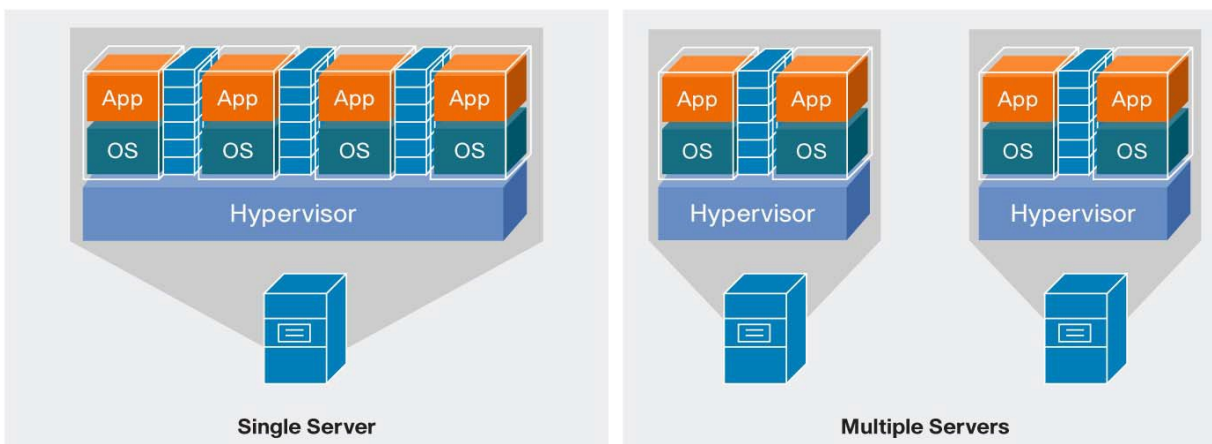 App App App App
OS OS OS OS
Hypervisor
Single Server
App App
OS OS
Hypervisor
App App
OS OS
Hypervisor
Multiple Servers